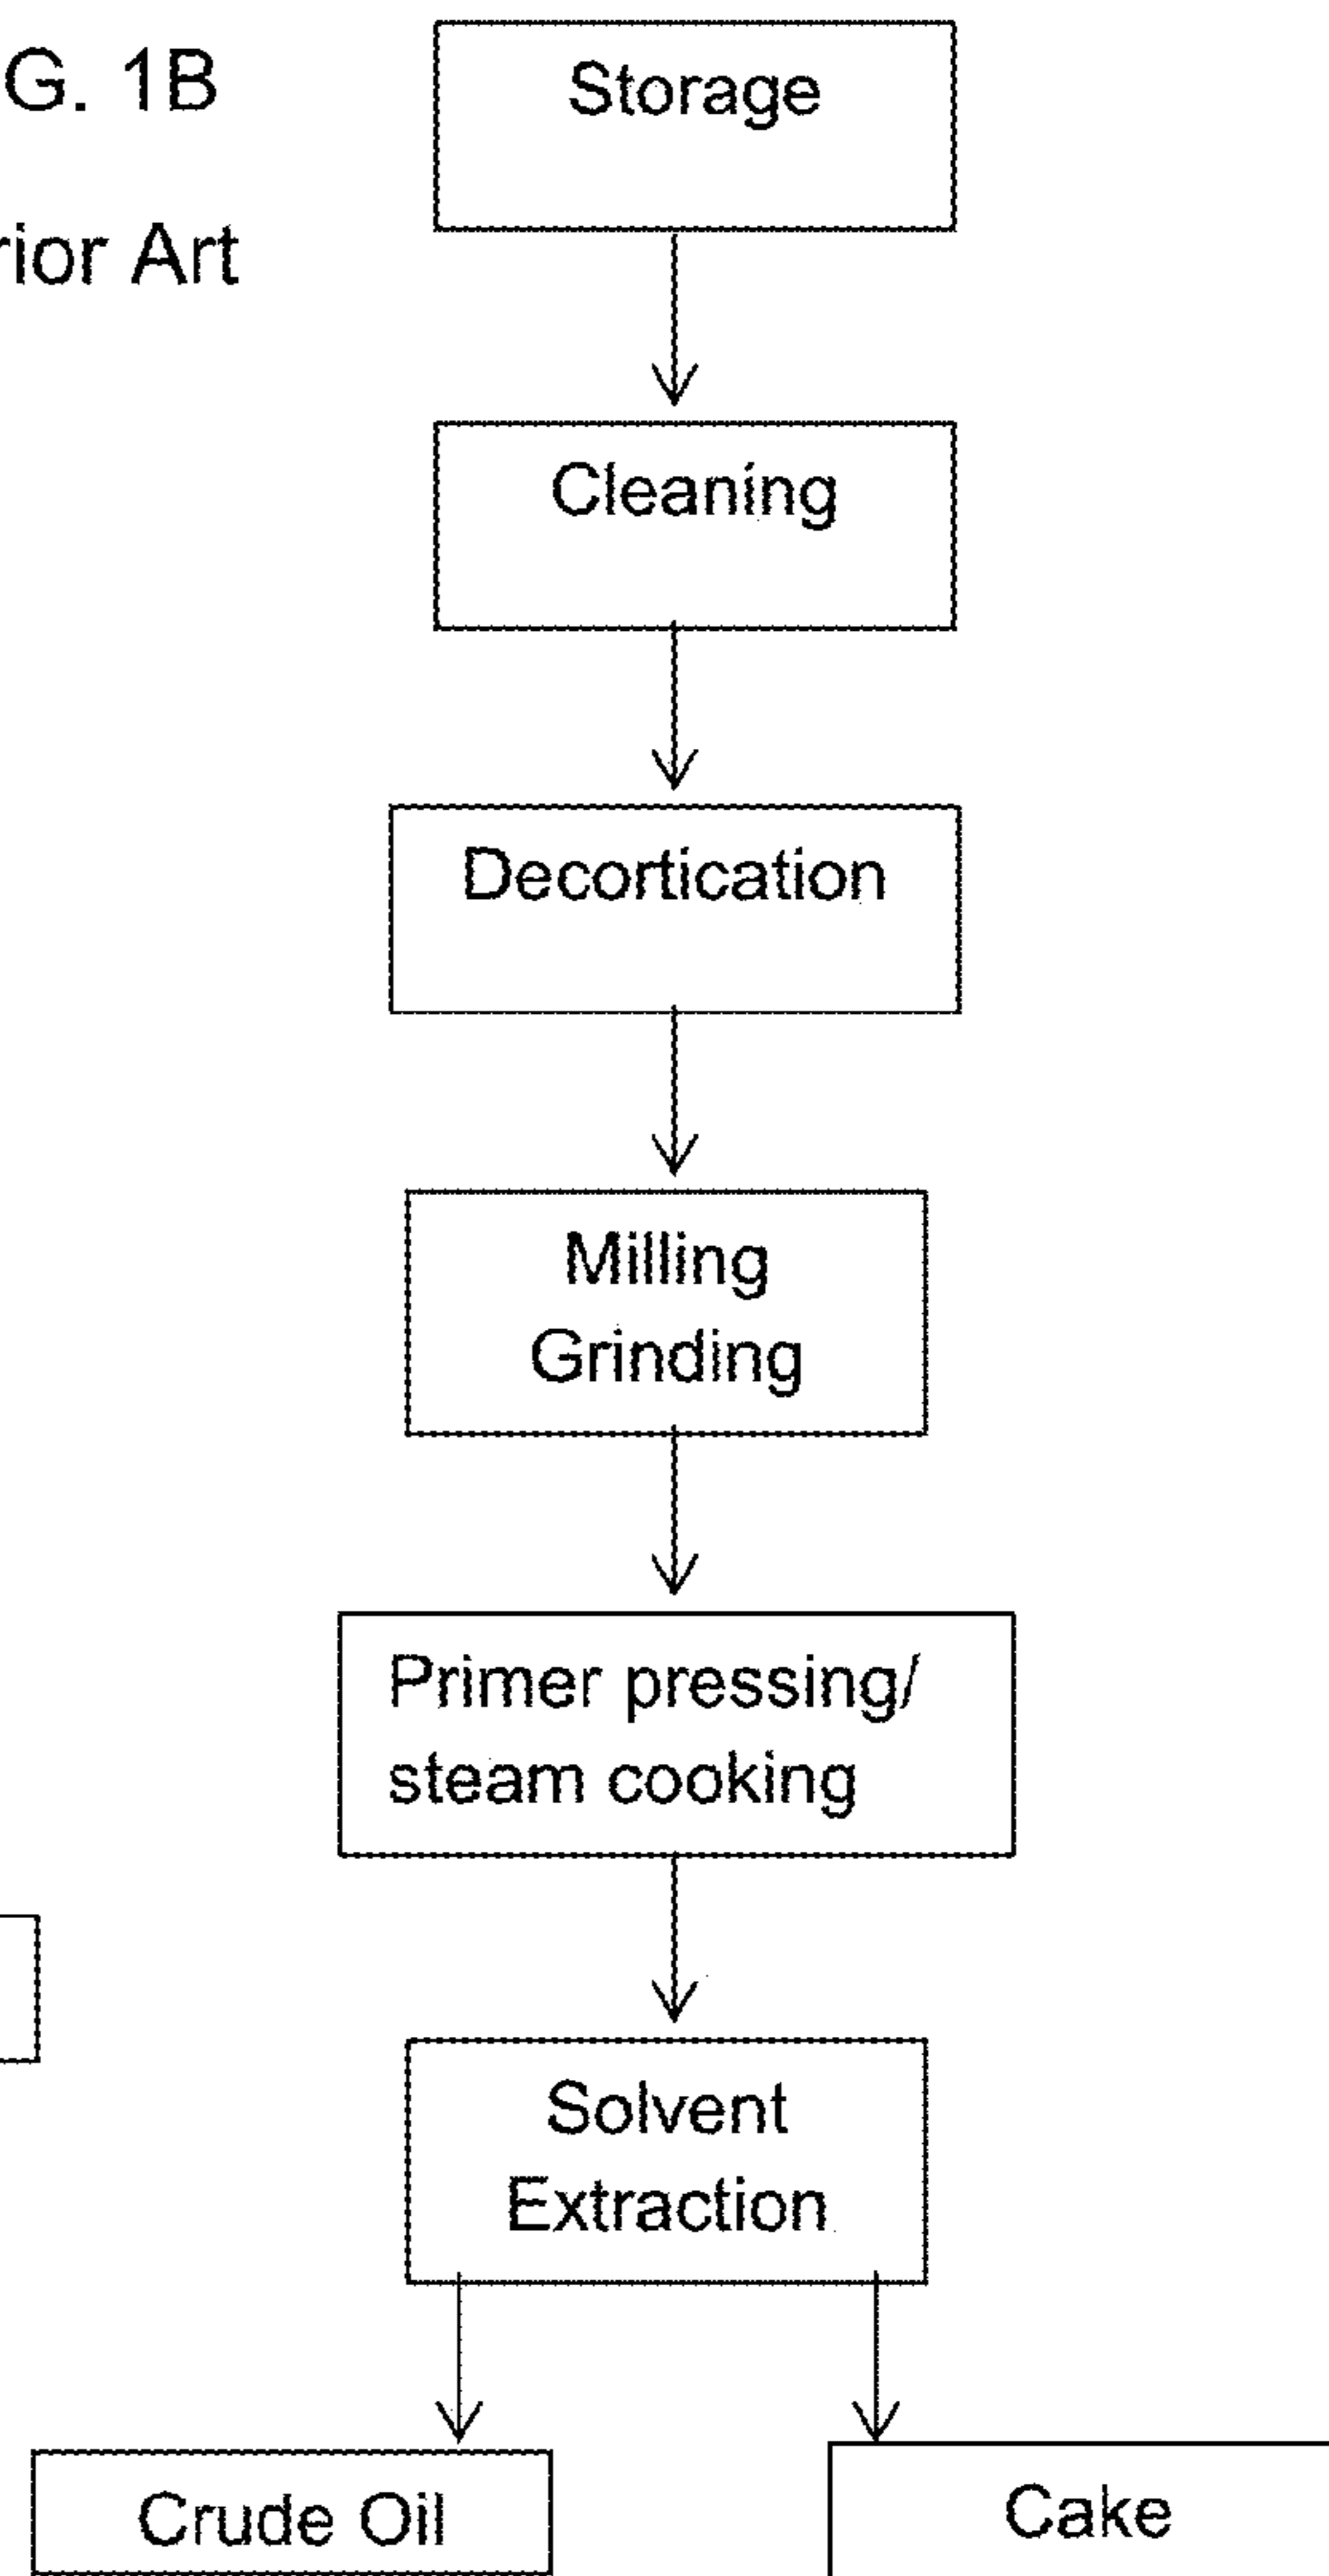 G. 1B
rior Art
Storage
Cleaning
Decortication
Milling
Grinding
Primer pressing/
steam cooking
Solvent
Extraction
Crude Oil
Cake